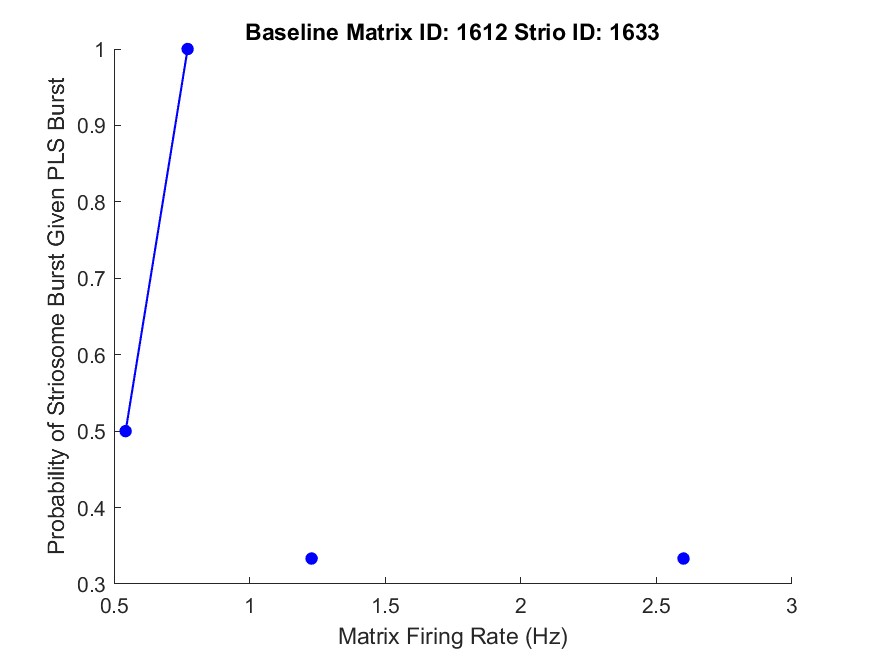 Baseline Matrix ID: 1612 Strio ID: 1633
Probability of Striosome Burst Given PLS Burst
1
0.9
0.8
0.7
0.6
0.5
0.4
0.3
0.5 1 1.5 2 2.5 3
Matrix Firing Rate (Hz)